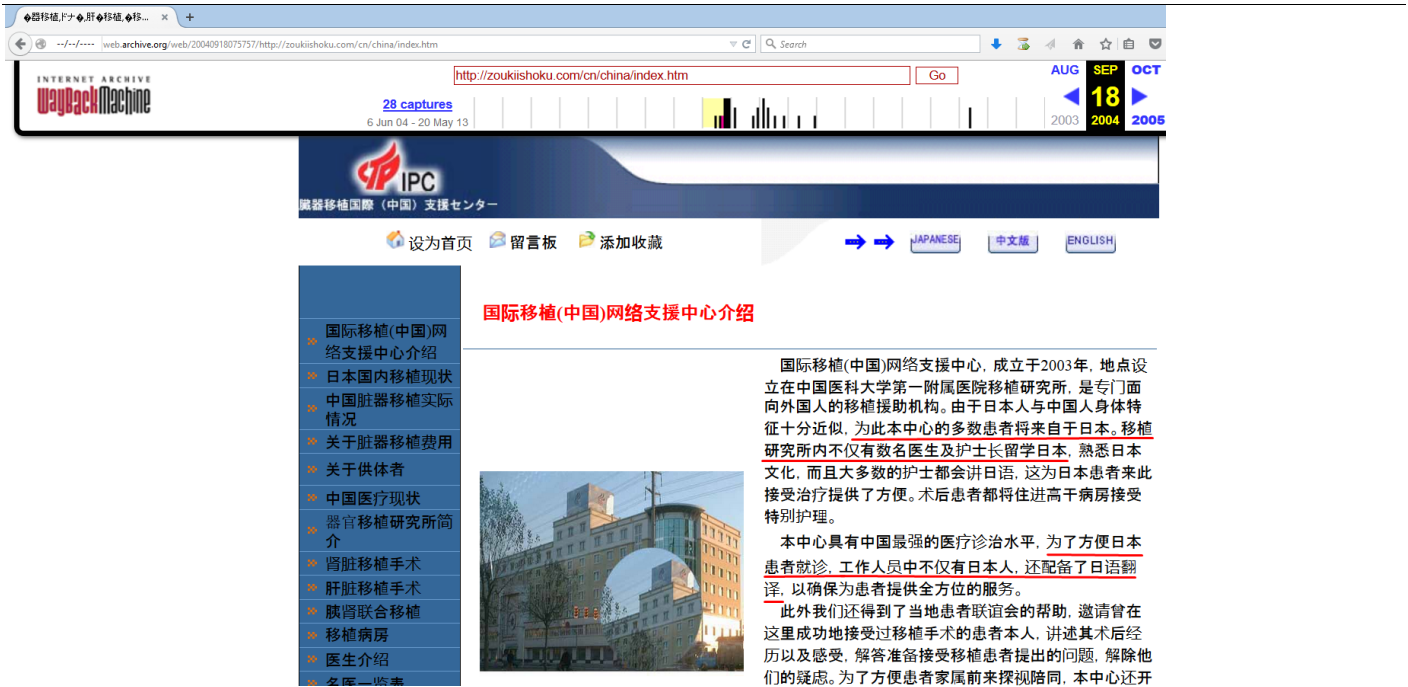 �器移植,ドナ�,肝�移植,�移... × +
--/--/---- web.archive.org/web/20040918075757/http://zoukiishoku.com/cn/china/index.htm
Search
INTERNET ARCHIVE
WayBackMachine
http://zoukiishoku.com/cn/china/index.htm Go
28 captures
6 Jun 04 - 20 May 13
AUG SEP OCT
18
2003 2004 2005
IPC
臓器移植国際（中国）支援センター
设为首页 留言板 添加收藏 JAPANESE 中文版 ENGLISH
国际移植(中国)网
络支援中心介绍
日本国内移植现状
中国脏器移植实际
情况
关于脏器移植费用
关于供体者
中国医疗现状
器官移植研究所简
介
肾脏移植手术
肝脏移植手术
胰肾联合移植
移植病房
医生介绍
名医一览表
国际移植(中国)网络支援中心介绍
国际移植(中国)网络支援中心, 成立于2003年, 地点设
立在中国医科大学第一附属医院移植研究所, 是专门面
向外国人的移植援助机构。由于日本人与中国人身体特
征十分近似, 为此本中心的多数患者将来自于日本。移植
研究所内不仅有数名医生及护士长留学日本, 熟悉日本
文化, 而且大多数的护士都会讲日语, 这为日本患者来此
接受治疗提供了方便。术后患者都将住进高干病房接受
特别护理。
本中心具有中国最强的医疗诊治水平, 为了方便日本
患者就诊, 工作人员中不仅有日本人, 还配备了日语翻
译, 以确保为患者提供全方位的服务。
此外我们还得到了当地患者联谊会的帮助, 邀请曾在
这里成功地接受过移植手术的患者本人, 讲述其术后经
历以及感受, 解答准备接受移植患者提出的问题, 解除他
们的疑虑。为了方便患者家属前来探视陪同, 本中心还开